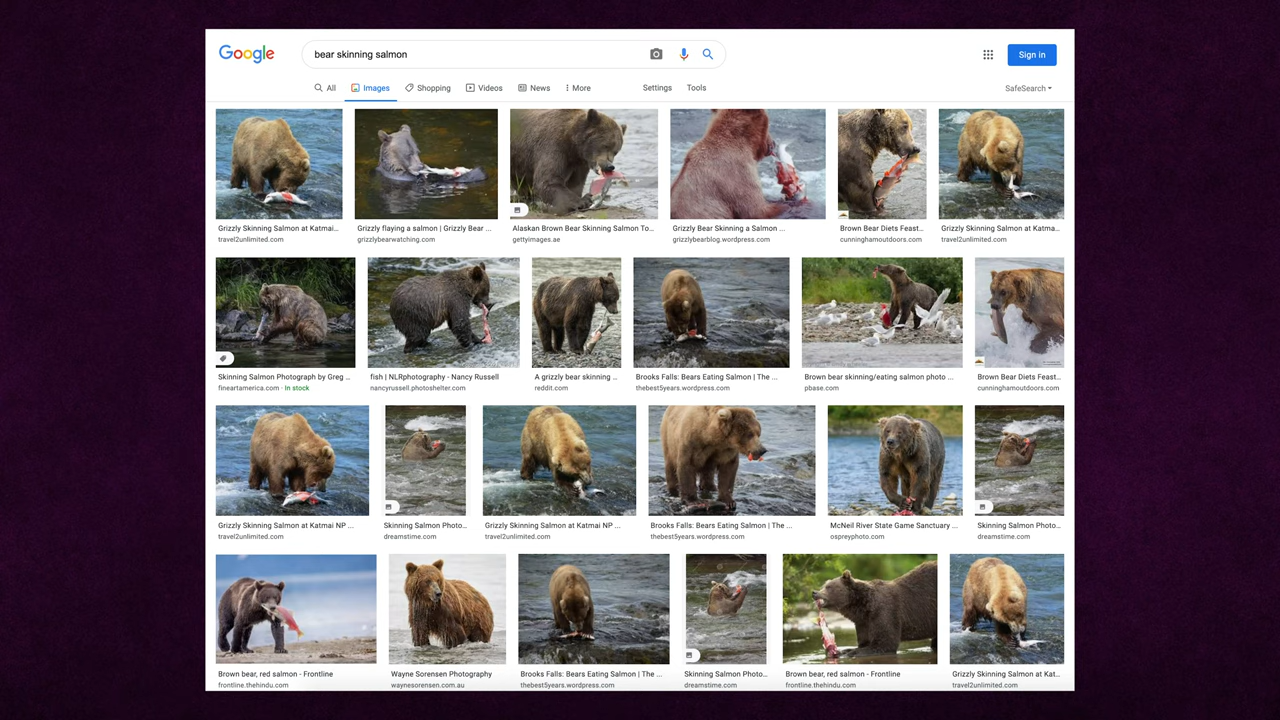 Google
bear skinning salmon
Sign in
All
Images
Shopping
Videos
News
More
Settings
Tools
SafeSearch
Grizzly Skinning Salmon at Katmai...
travel2unlimited.com
Grizzly flaying a salmon | Grizzly Bear ...
grizzlybearwatching.com
Alaskan Brown Bear Skinning Salmon To...
gettyimages.ae
Grizzly Bear Skinning a Salmon ...
grizzlybearblog.wordpress.com
Brown Bear Diets Feast...
cunninghamoutdoors.com
Grizzly Skinning Salmon at Katma...
travel2unlimited.com
Skinning Salmon Photograph by Greg ...
fineartamerica.com · In stock
fish | NLRphotography - Nancy Russell
nancyrussell.photoshelter.com
A grizzly bear skinning ...
reddit.com
Brooks Falls: Bears Eating Salmon | The ...
thebest5years.wordpress.com
Brown bear skinning/eating salmon photo ...
pbase.com
Brown Bear Diets Feast...
cunninghamoutdoors.com
Grizzly Skinning Salmon at Katmai NP ...
travel2unlimited.com
Skinning Salmon Photo...
dreamstime.com
Grizzly Skinning Salmon at Katmai NP ...
travel2unlimited.com
Brooks Falls: Bears Eating Salmon | The ...
thebest5years.wordpress.com
McNeil River State Game Sanctuary ...
ospreyphoto.com
Skinning Salmon Photo...
dreamstime.com
Brown bear, red salmon - Frontline
frontline.thehindu.com
Wayne Sorensen Photography
waynesorensen.com.au
Brooks Falls: Bears Eating Salmon | The ...
thebest5years.wordpress.com
Skinning Salmon Photo...
dreamstime.com
Brown bear, red salmon - Frontline
frontline.thehindu.com
Grizzly Skinning Salmon at Kat...
travel2unlimited.com